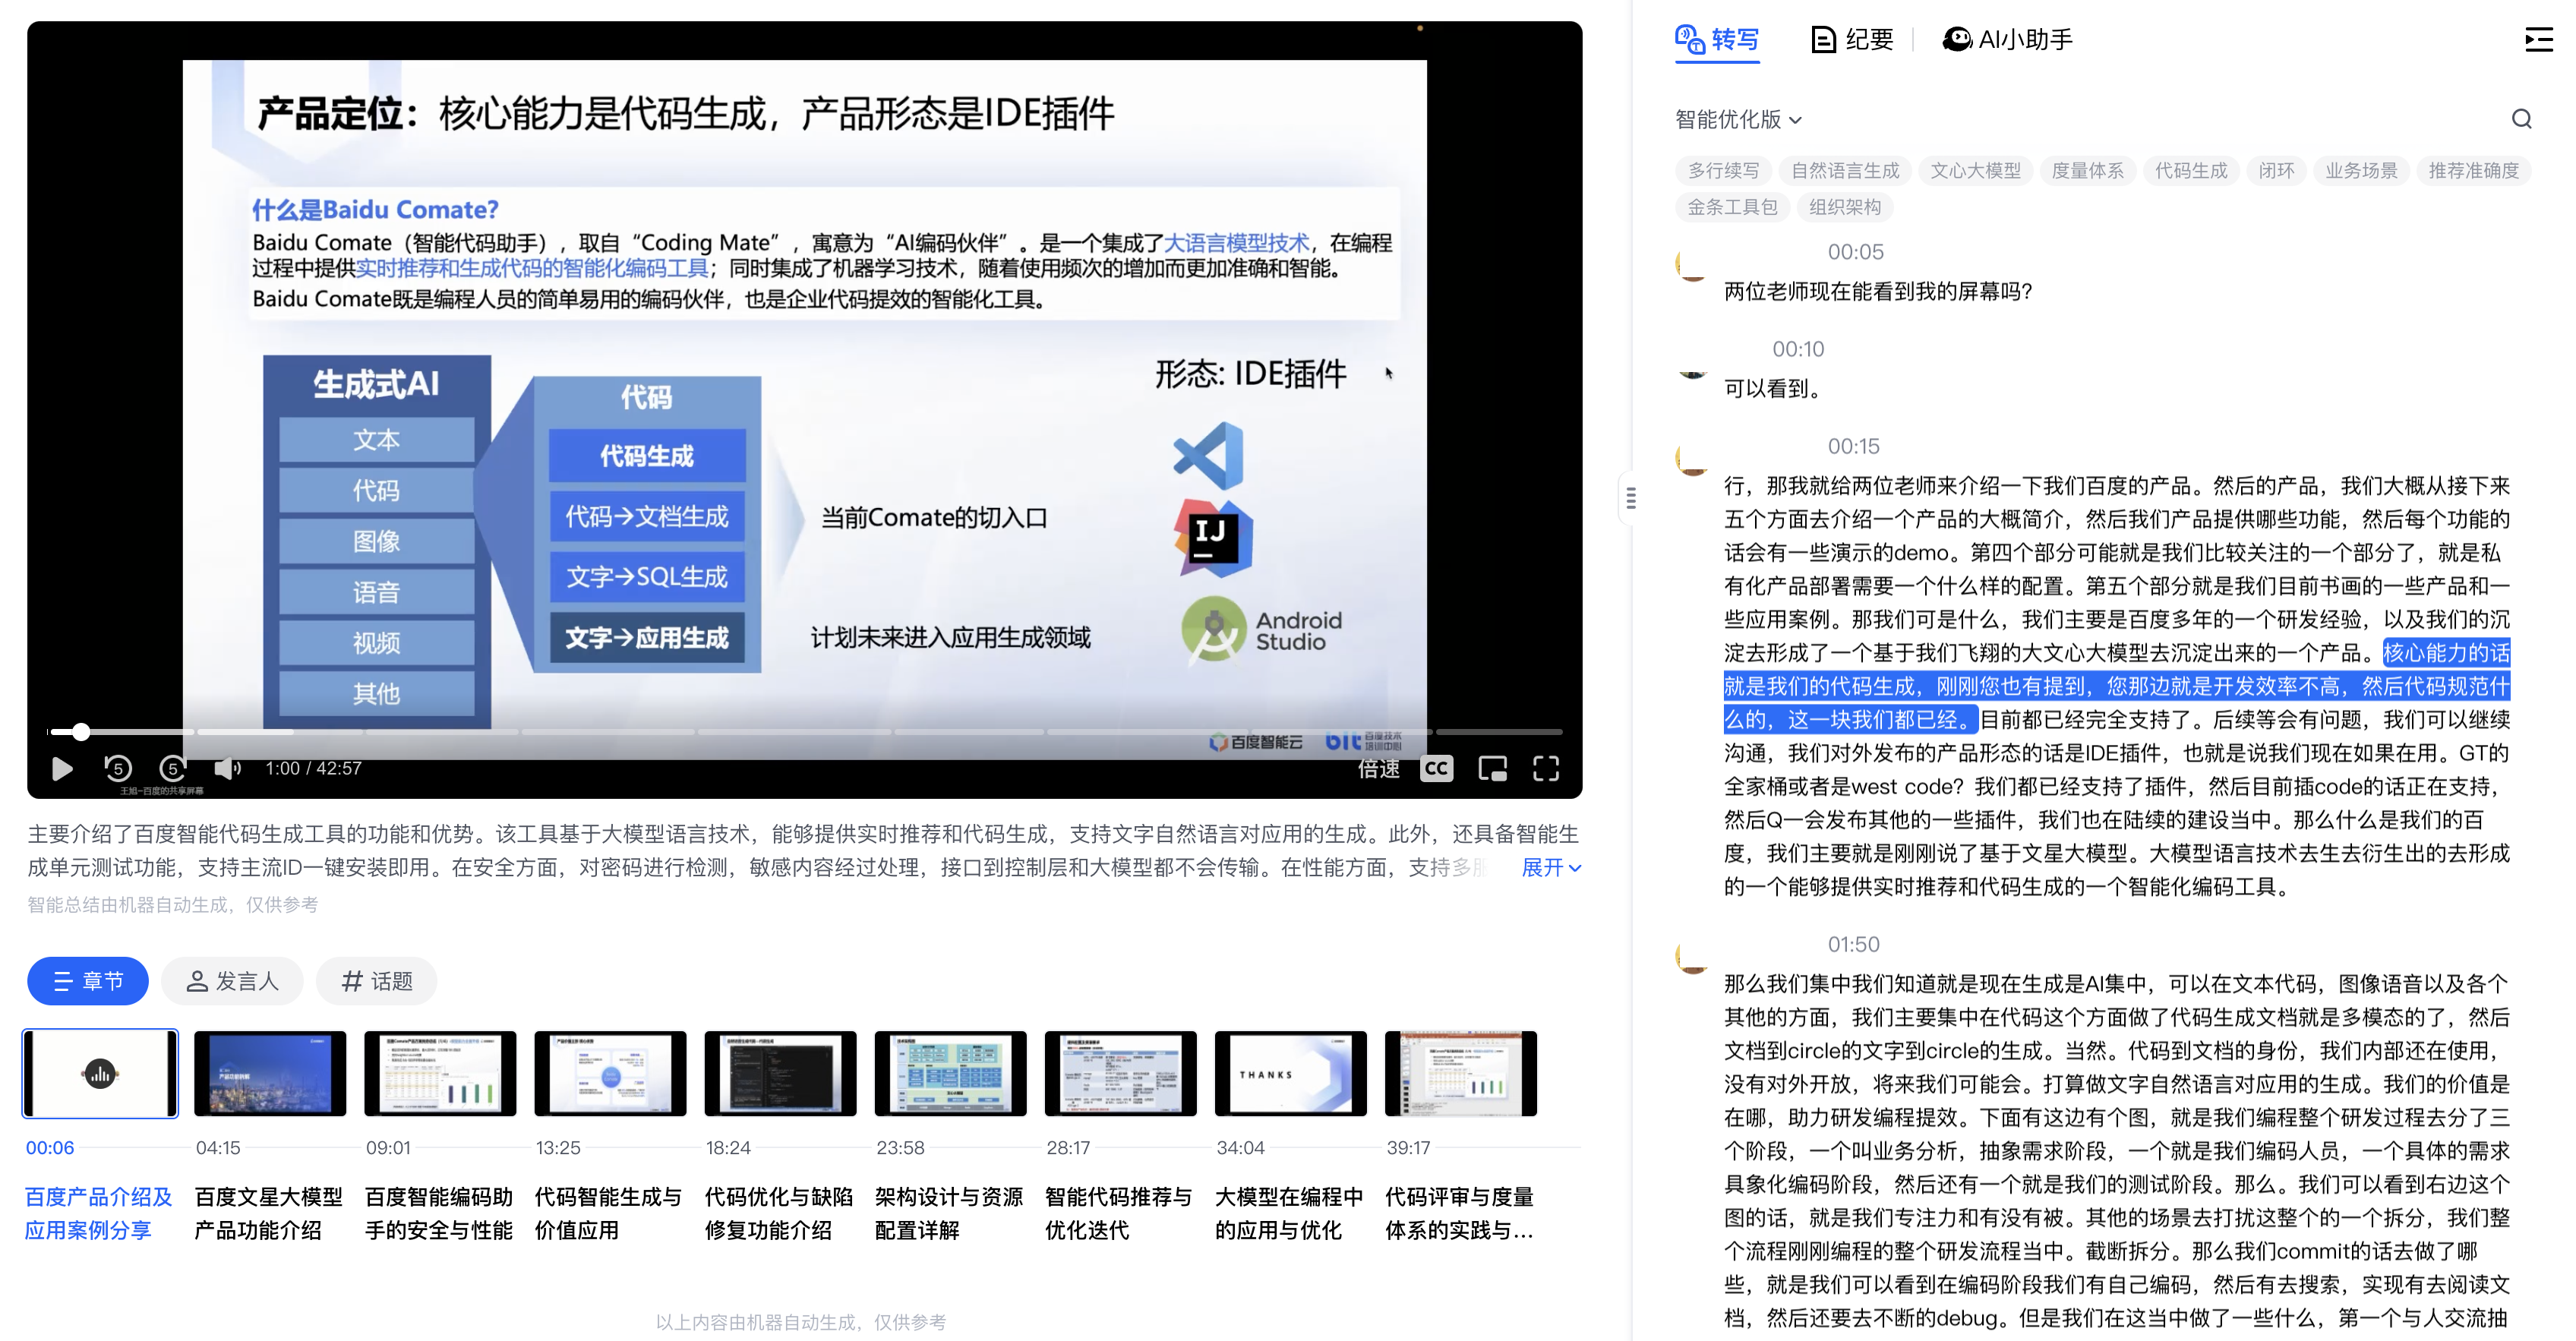 产品定位：核心能力是代码生成，产品形态是IDE插件
什么是Baidu Comate?
Baidu Comate（智能代码助手），取自“Coding Mate”，寓意为“AI编码伙伴”。是一个集成了大语言模型技术，在编程
过程中提供实时推荐和生成代码的智能化编码工具；同时集成了机器学习技术，随着使用频次的增加而更加准确和智能。
Baidu Comate既是编程人员的简单易用的编码伙伴，也是企业代码提效的智能化工具。
生成式AI
文本
代码
图像
语音
视频
其他
代码
代码生成
代码→文档生成
文字→SQL生成
文字→应用生成
当前Comate的切入口
计划未来进入应用生成领域
形态: IDE插件
IJ
Android
Studio
百度智能云
bit 百度技术
培训中心
5
5
1:00 / 42:57
倍速
CC
王旭-百度的共享屏幕
主要介绍了百度智能代码生成工具的功能和优势。该工具基于大模型语言技术，能够提供实时推荐和代码生成，支持文字自然语言对应用的生成。此外，还具备智能生
成单元测试功能，支持主流ID一键安装即用。在安全方面，对密码进行检测，敏感内容经过处理，接口到控制层和大模型都不会传输。在性能方面，支持多服
展开
智能总结由机器自动生成，仅供参考
章节
发言人
# 话题
产品功能讲解
THANKS
00:06
04:15
09:01
13:25
18:24
23:58
28:17
34:04
39:17
百度产品介绍及
应用案例分享
百度文星大模型
产品功能介绍
百度智能编码助
手的安全与性能
代码智能生成与
价值应用
代码优化与缺陷
修复功能介绍
架构设计与资源
配置详解
智能代码推荐与
优化迭代
大模型在编程中
的应用与优化
代码评审与度量
体系的实践与...
以上内容由机器自动生成，仅供参考
转写
纪要
AI小助手
智能优化版
多行续写
自然语言生成
文心大模型
度量体系
代码生成
闭环
业务场景
推荐准确度
金条工具包
组织架构
00:05
两位老师现在能看到我的屏幕吗？
00:10
可以看到。
00:15
行，那我就给两位老师来介绍一下我们百度的产品。然后的产品，我们大概从接下来
五个方面去介绍一个产品的大概简介，然后我们产品提供哪些功能，然后每个功能的
话会有一些演示的demo。第四个部分可能就是我们比较关注的一个部分了，就是私
有化产品部署需要一个什么样的配置。第五个部分就是我们目前书画的一些产品和一
些应用案例。那我们可是什么，我们主要是百度多年的一个研发经验，以及我们的沉
淀去形成了一个基于我们飞翔的大文心大模型去沉淀出来的一个产品。核心能力的话
就是我们的代码生成，刚刚您也有提到，您那边就是开发效率不高，然后代码规范什
么的，这一块我们都已经。目前都已经完全支持了。后续等会有问题，我们可以继续
沟通，我们对外发布的产品形态的话是IDE插件，也就是说我们现在如果在用。GT的
全家桶或者是west code？我们都已经支持了插件，然后目前插code的话正在支持，
然后Q一会发布其他的一些插件，我们也在陆续的建设当中。那么什么是我们的百
度，我们主要就是刚刚说了基于文星大模型。大模型语言技术去生去衍生出的去形成
的一个能够提供实时推荐和代码生成的一个智能化编码工具。
01:50
那么我们集中我们知道就是现在生成是AI集中，可以在文本代码，图像语音以及各个
其他的方面，我们主要集中在代码这个方面做了代码生成文档就是多模态的了，然后
文档到circle的文字到circle的生成。当然。代码到文档的身份，我们内部还在使用，
没有对外开放，将来我们可能会。打算做文字自然语言对应用的生成。我们的价值是
在哪，助力研发编程提效。下面有这边有个图，就是我们编程整个研发过程去分了三
个阶段，一个叫业务分析，抽象需求阶段，一个就是我们编码人员，一个具体的需求
具象化编码阶段，然后还有一个就是我们的测试阶段。那么。我们可以看到右边这个
图的话，就是我们专注力和有没有被。其他的场景去打扰这整个的一个拆分，我们整
个流程刚刚编程的整个研发流程当中。截断拆分。那么我们commit的话去做了哪
些，就是我们可以看到在编码阶段我们有自己编码，然后有去搜索，实现有去阅读文
档，然后还要去不断的debug。但是我们在这当中做了一些什么，第一个与人交流抽